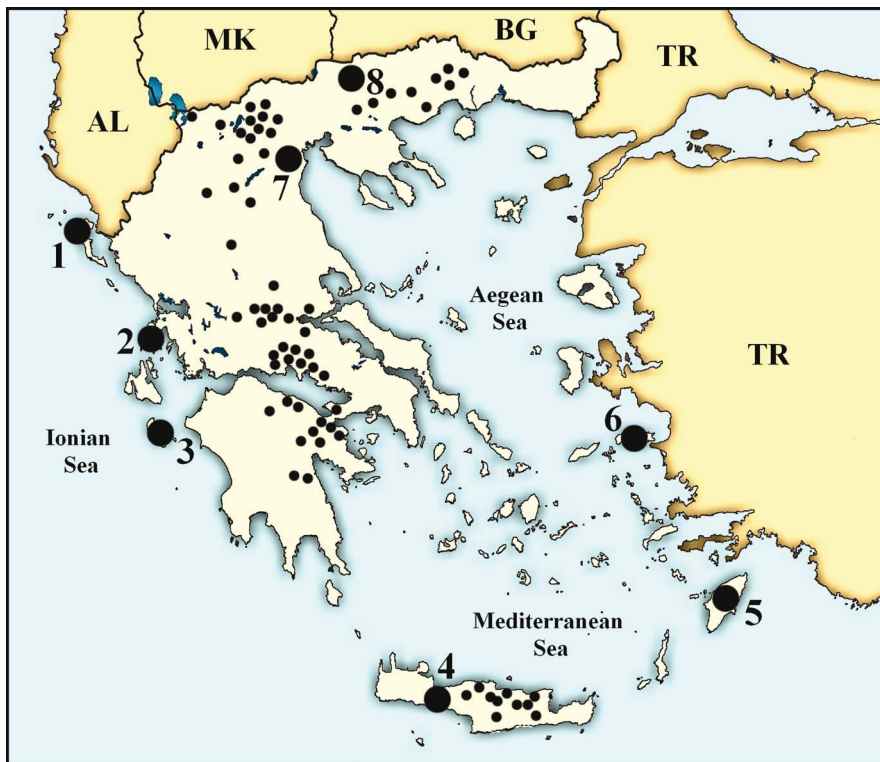 BG
MK
TR
8
AL
7
1
Aegean
Sea
2
TR
6
Ionian
Sea
3
5
Mediterranean
Sea
4